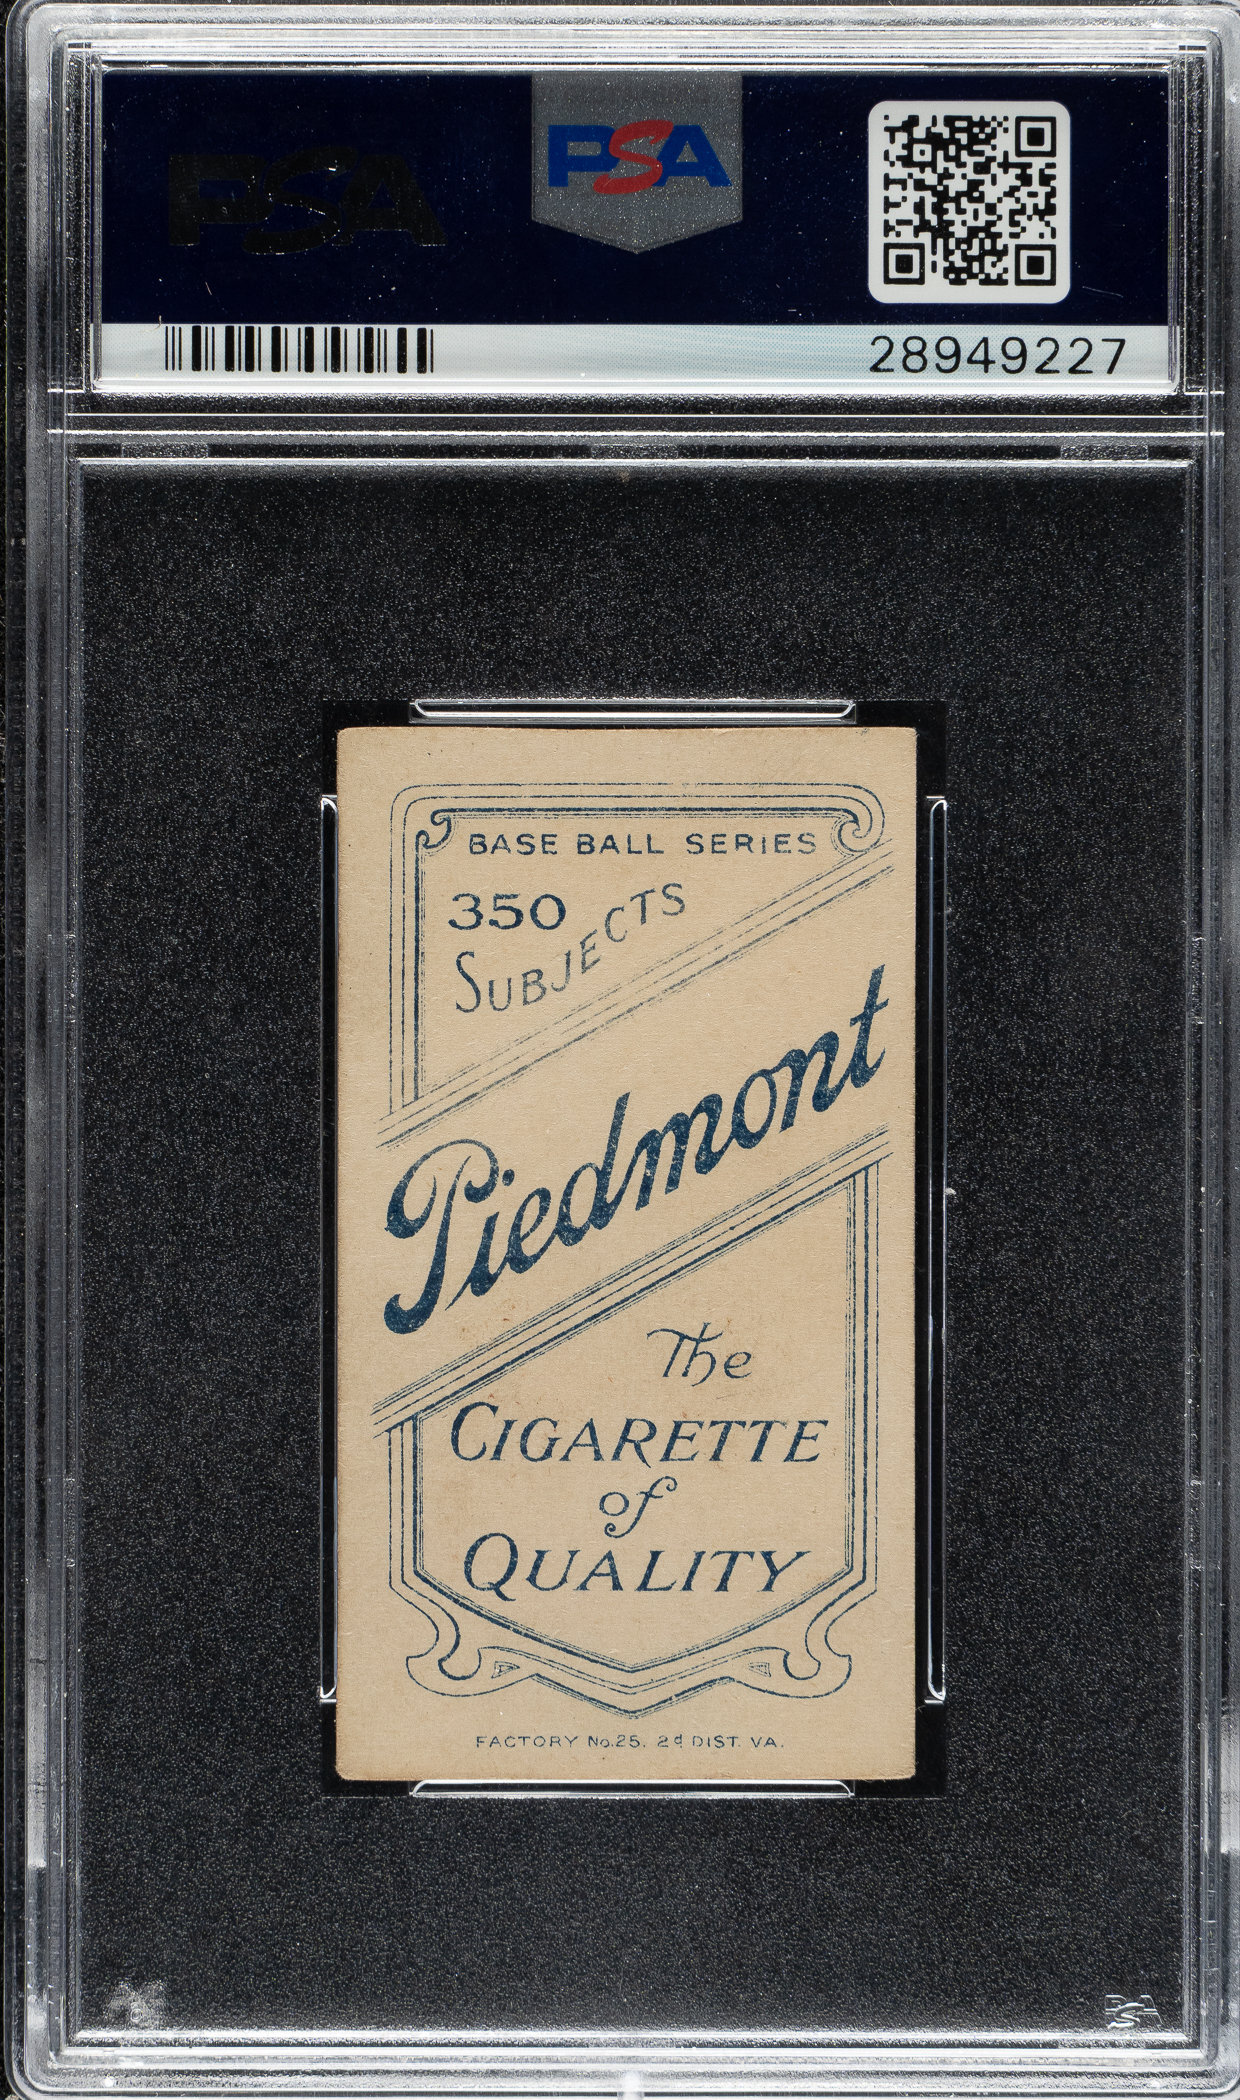 PSA
PSA
28949227
BASE BALL SERIES
350
SUBJECTS
Piedmont
The
CIGARETTE
of
QUALITY
FACTORY No.25. 2d DIST. VA.
PSA